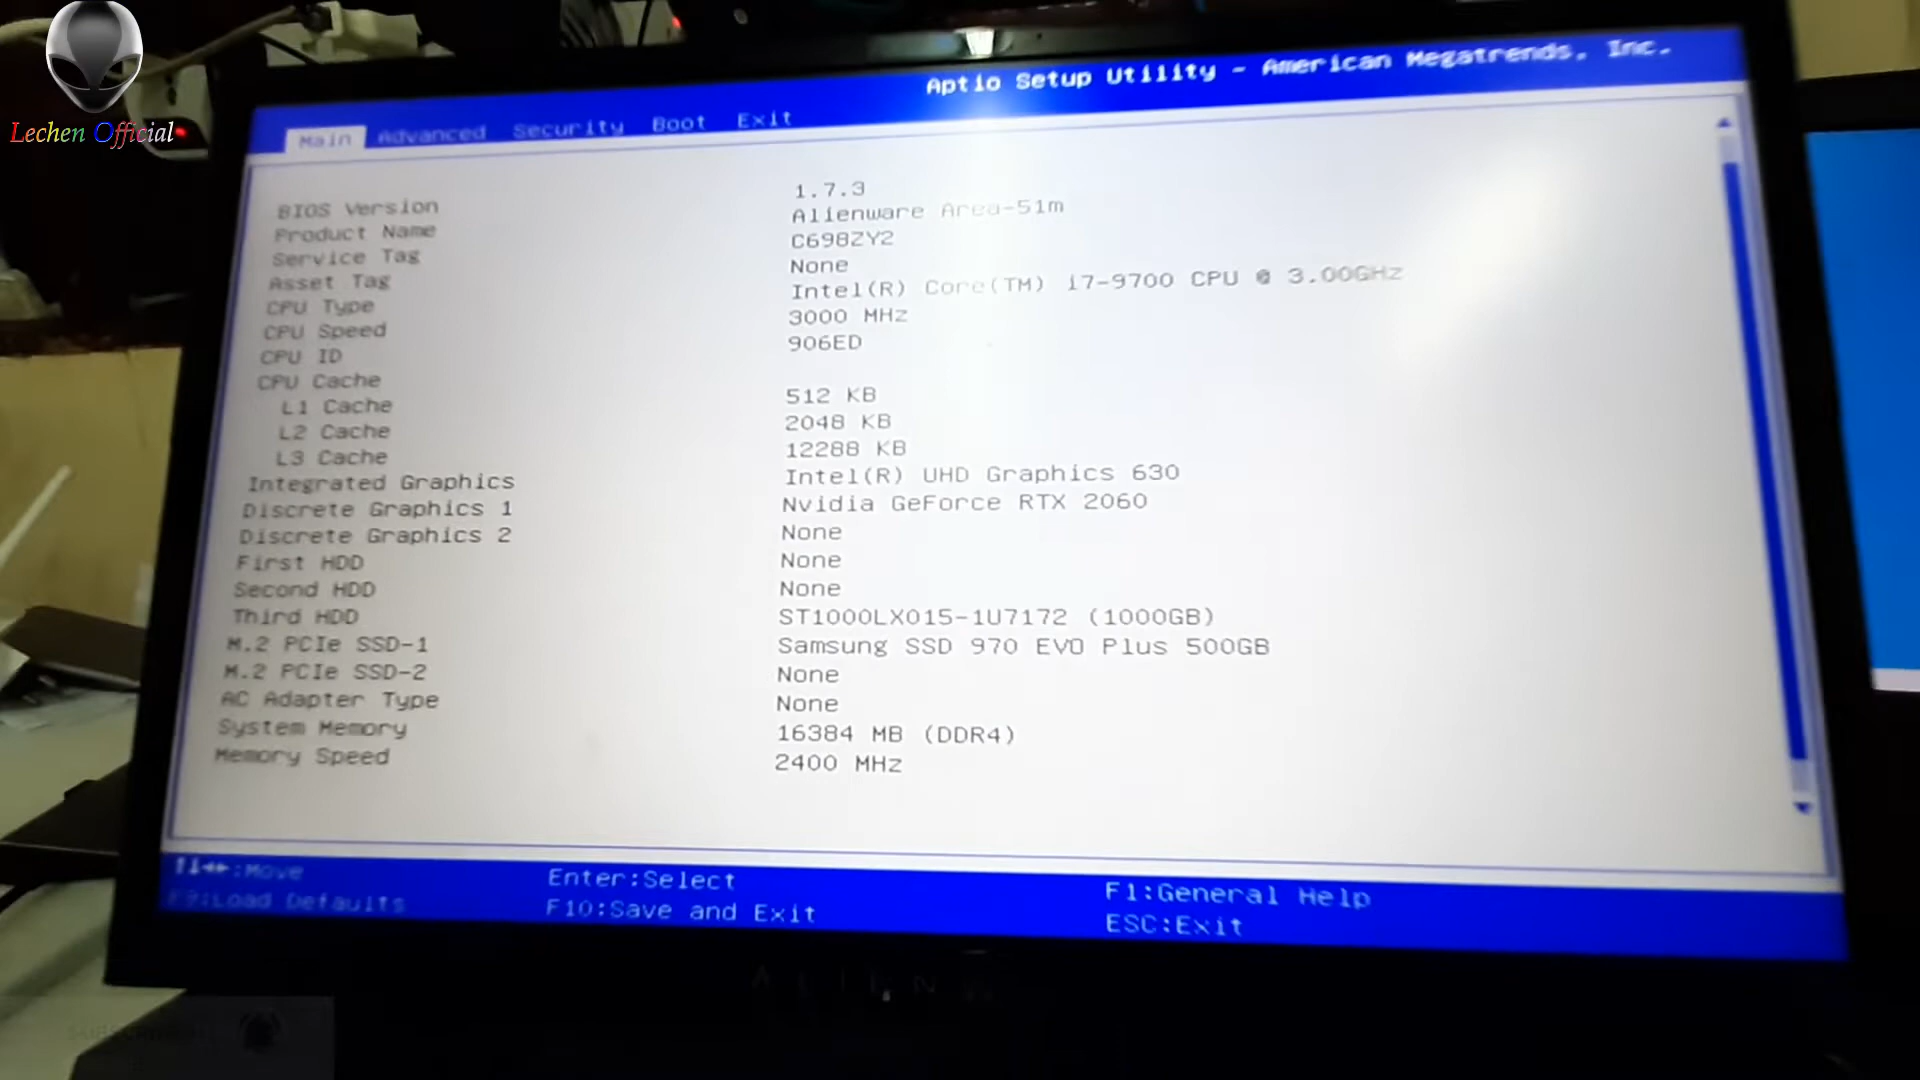 Lechen Official
Aptio Setup Utility - American Megatrends, Inc.
Main Advanced Security Boot Exit
BIOS Version 1.7.3
Product Name Alienware Area-51m
Service Tag C698ZY2
Asset Tag None
CPU Type Intel(R) Core(TM) i7-9700 CPU @ 3.00GHz
CPU Speed 3000 MHz
CPU ID 906ED
CPU Cache
L1 Cache 512 KB
L2 Cache 2048 KB
L3 Cache 12288 KB
Integrated Graphics Intel(R) UHD Graphics 630
Discrete Graphics 1 Nvidia GeForce RTX 2060
Discrete Graphics 2 None
First HDD None
Second HDD None
Third HDD ST1000LX015-1U7172 (1000GB)
M.2 PCIe SSD-1 Samsung SSD 970 EVO Plus 500GB
M.2 PCIe SSD-2 None
AC Adapter Type None
System Memory 16384 MB (DDR4)
Memory Speed 2400 MHz
↑↓←→:Move Enter:Select F1:General Help
F9:Load Defaults F10:Save and Exit ESC:Exit